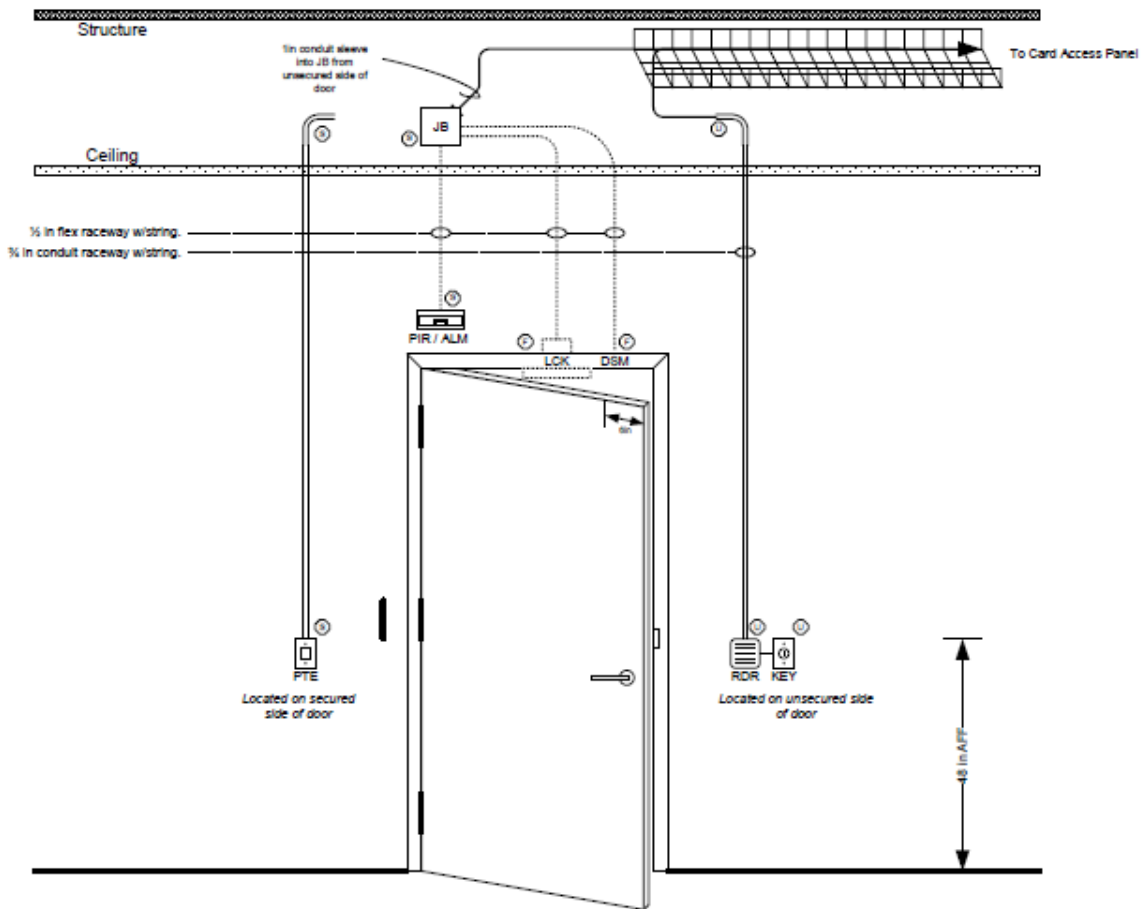 Structure
1in conduit sleeve
into JB from
unsecured side of
door
To Card Access Panel
JB
S
S
U
Ceiling
½ in flex raceway w/string.
¾ in conduit raceway w/string.
S
PIR / ALM
F
F
LCK
DSM
6in
S
U
U
PTE
RDR
KEY
Located on secured
side of door
Located on unsecured side
of door
48 in AFF